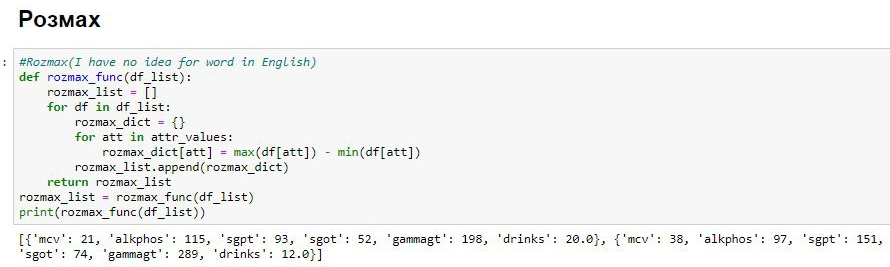 Розмах
: #Rozmax(I have no idea for word in English)
def rozmax_func(df_list):
    rozmax_list = []
    for df in df_list:
        rozmax_dict = {}
        for att in attr_values:
            rozmax_dict[att] = max(df[att]) - min(df[att])
        rozmax_list.append(rozmax_dict)
    return rozmax_list
rozmax_list = rozmax_func(df_list)
print(rozmax_func(df_list))
[{'mcv': 21, 'alkphos': 115, 'sgpt': 93, 'sgot': 52, 'gammagt': 198, 'drinks': 20.0}, {'mcv': 38, 'alkphos': 97, 'sgpt': 151,
'sgot': 74, 'gammagt': 289, 'drinks': 12.0}]